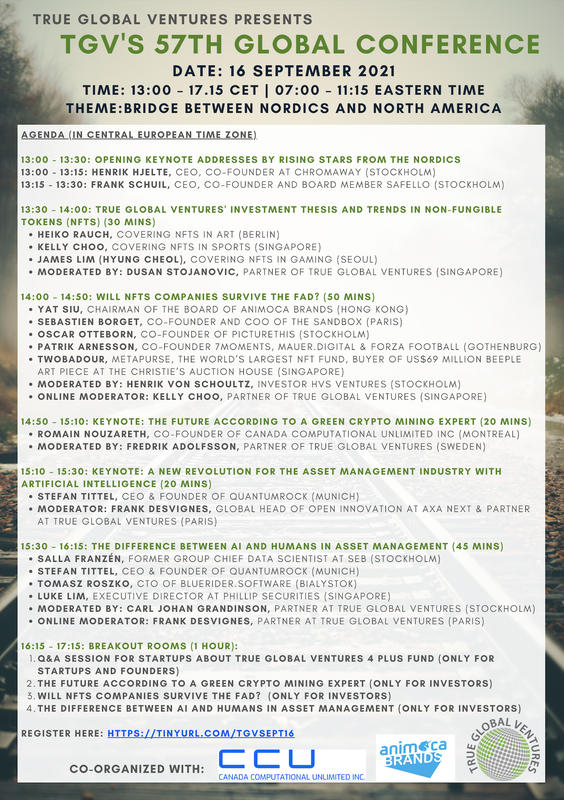 TRUE GLOBAL VENTURES PRESENTS
TGV'S 57TH GLOBAL CONFERENCE
DATE: 16 SEPTEMBER 2021
TIME: 13:00 - 17.15 CET | 07:00 - 11:15 EASTERN TIME
THEME:BRIDGE BETWEEN NORDICS AND NORTH AMERICA
AGENDA (IN CENTRAL EUROPEAN TIME ZONE)
13:00 - 13:30: OPENING KEYNOTE ADDRESSES BY RISING STARS FROM THE NORDICS
13:00 - 13:15: HENRIK HJELTE, CEO, CO-FOUNDER AT CHROMAWAY (STOCKHOLM)
13:15 - 13:30: FRANK SCHUIL, CEO, CO-FOUNDER AND BOARD MEMBER SAFELLO (STOCKHOLM)
13:30 - 14:00: TRUE GLOBAL VENTURES' INVESTMENT THESIS AND TRENDS IN NON-FUNGIBLE
TOKENS (NFTS) (30 MINS)
• HEIKO RAUCH, COVERING NFTS IN ART (BERLIN)
• KELLY CHOO, COVERING NFTS IN SPORTS (SINGAPORE)
• JAMES LIM (HYUNG CHEOL), COVERING NFTS IN GAMING (SEOUL)
• MODERATED BY: DUSAN STOJANOVIC, PARTNER OF TRUE GLOBAL VENTURES (SINGAPORE)
14:00 - 14:50: WILL NFTS COMPANIES SURVIVE THE FAD? (50 MINS)
• YAT SIU, CHAIRMAN OF THE BOARD OF ANIMOCA BRANDS (HONG KONG)
• SEBASTIEN BORGET, CO-FOUNDER AND COO OF THE SANDBOX (PARIS)
• OSCAR OTTEBORN, CO-FOUNDER OF PICTURETHIS (STOCKHOLM)
• PATRIK ARNESSON, CO-FOUNDER 7MOMENTS, MAUER.DIGITAL & FORZA FOOTBALL (GOTHENBURG)
• TWOBADOUR, METAPURSE, THE WORLD'S LARGEST NFT FUND, BUYER OF US$69 MILLION BEEPLE
ART PIECE AT THE CHRISTIE'S AUCTION HOUSE (SINGAPORE)
• MODERATED BY: HENRIK VON SCHOULTZ, INVESTOR HVS VENTURES (STOCKHOLM)
• ONLINE MODERATOR: KELLY CHOO, PARTNER OF TRUE GLOBAL VENTURES (SINGAPORE)
14:50 - 15:10: KEYNOTE: THE FUTURE ACCORDING TO A GREEN CRYPTO MINING EXPERT (20 MINS)
• ROMAIN NOUZARETH, CO-FOUNDER OF CANADA COMPUTATIONAL UNLIMITED INC (MONTREAL)
• MODERATED BY: FREDRIK ADOLFSSON, PARTNER OF TRUE GLOBAL VENTURES (SWEDEN)
15:10 - 15:30: KEYNOTE: A NEW REVOLUTION FOR THE ASSET MANAGEMENT INDUSTRY WITH
ARTIFICIAL INTELLIGENCE (20 MINS)
• STEFAN TITTEL, CEO & FOUNDER OF QUANTUMROCK (MUNICH)
• MODERATOR: FRANK DESVIGNES, GLOBAL HEAD OF OPEN INNOVATION AT AXA NEXT & PARTNER
AT TRUE GLOBAL VENTURES (PARIS)
15:30 - 16:15: THE DIFFERENCE BETWEEN AI AND HUMANS IN ASSET MANAGEMENT (45 MINS)
• SALLA FRANZÉN, FORMER GROUP CHIEF DATA SCIENTIST AT SEB (STOCKHOLM)
• STEFAN TITTEL, CEO & FOUNDER OF QUANTUMROCK (MUNICH)
• TOMASZ ROSZKO, CTO OF BLUERIDER.SOFTWARE (BIALYSTOK)
• LUKE LIM, EXECUTIVE DIRECTOR AT PHILLIP SECURITIES (SINGAPORE)
• MODERATED BY: CARL JOHAN GRANDINSON, PARTNER AT TRUE GLOBAL VENTURES (STOCKHOLM)
• ONLINE MODERATOR: FRANK DESVIGNES, PARTNER AT TRUE GLOBAL VENTURES (PARIS)
16:15 - 17:15: BREAKOUT ROOMS (1 HOUR):
1. Q&A SESSION FOR STARTUPS ABOUT TRUE GLOBAL VENTURES 4 PLUS FUND (ONLY FOR
STARTUPS AND FOUNDERS)
2. THE FUTURE ACCORDING TO A GREEN CRYPTO MINING EXPERT (ONLY FOR INVESTORS)
3. WILL NFTS COMPANIES SURVIVE THE FAD? (ONLY FOR INVESTORS)
4. THE DIFFERENCE BETWEEN AI AND HUMANS IN ASSET MANAGEMENT (ONLY FOR INVESTORS)
REGISTER HERE: HTTPS://TINYURL.COM/TGVSEPT16
CO-ORGANIZED WITH:
CCU
CANADA COMPUTATIONAL UNLIMITED INC.
animoca
BRANDS
TRUE GLOBAL VENTURES